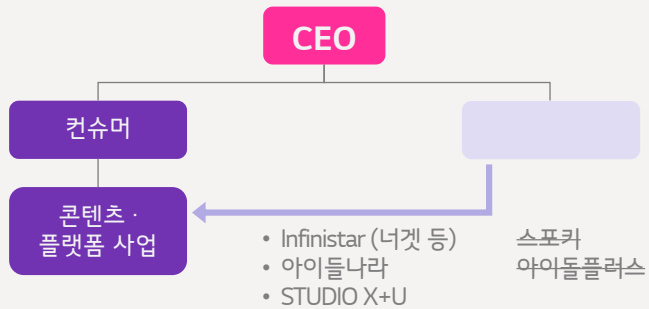 CEO
컨슈머
콘텐츠 ·
플랫폼 사업
• Infinistar (너겟 등)
• 아이들나라
• STUDIO X+U
스포키
아이돌플러스